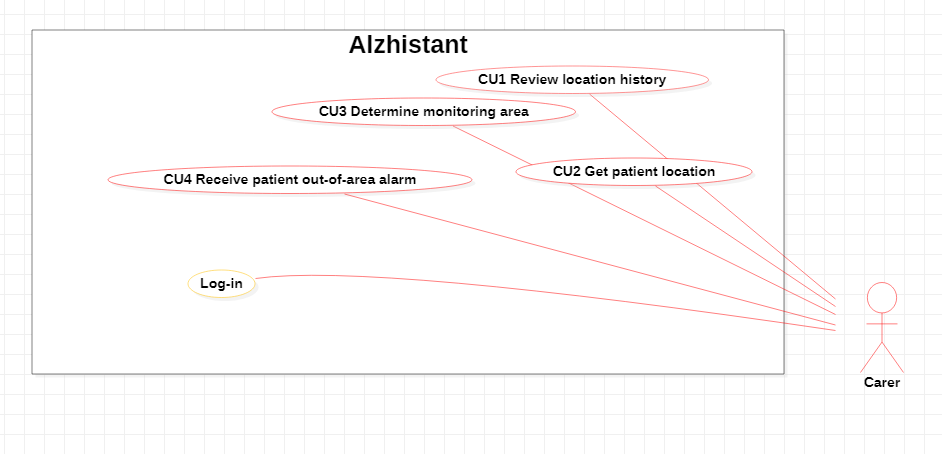 Alzhistant
CU1 Review location history
CU3 Determine monitoring area
CU2 Get patient location
CU4 Receive patient out-of-area alarm
Log-in
Carer